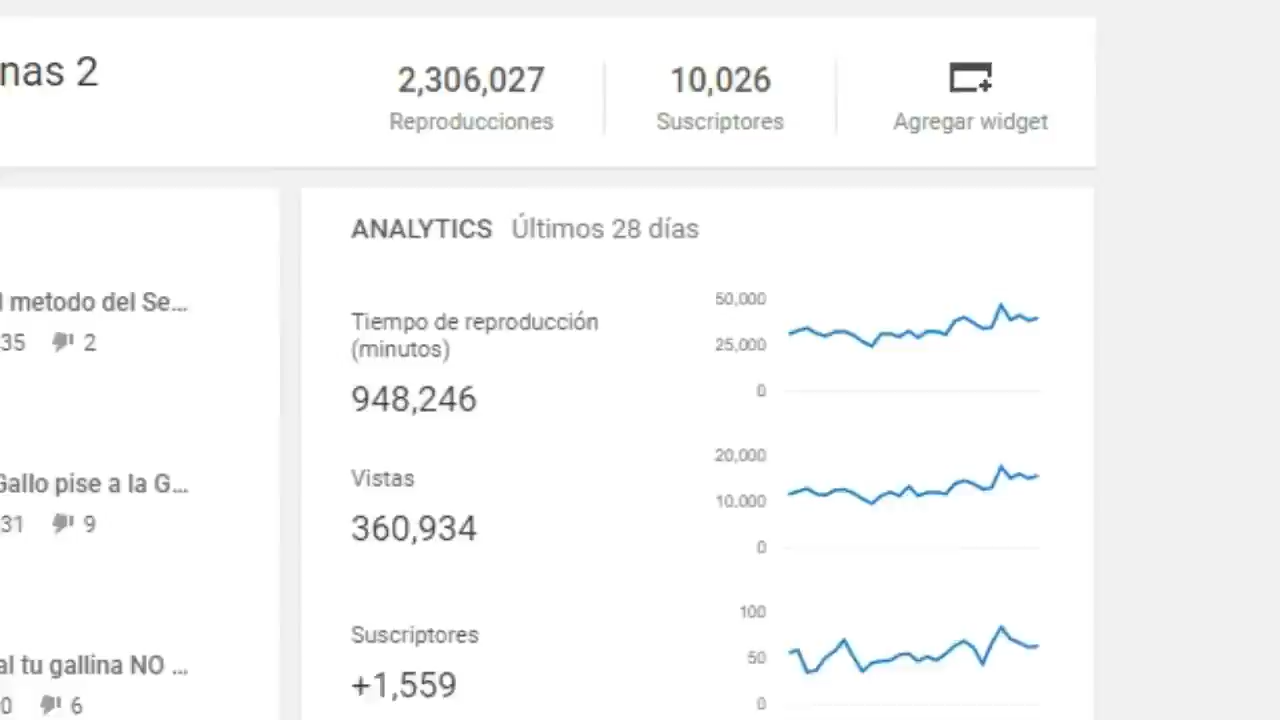 nas 2
2,306,027
Reproducciones
10,026
Suscriptores
Agregar widget
metodo del Se...
35 2
Gallo pise a la G...
31 9
al tu gallina NO ...
0 6
ANALYTICS Últimos 28 días
Tiempo de reproducción
(minutos)
948,246
50,000
25,000
0
Vistas
360,934
20,000
10,000
0
Suscriptores
+1,559
100
50
0